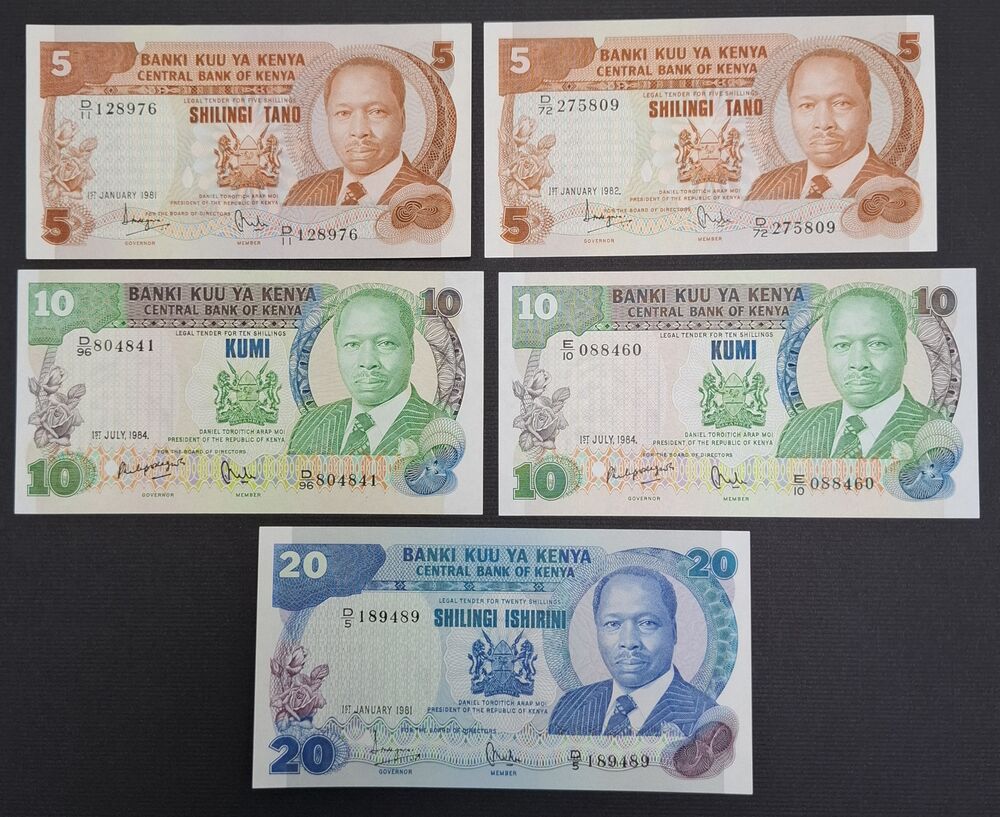 5
BANKI KUU YA KENYA
5
CENTRAL BANK OF KENYA
LEGAL TENDER FOR FIVE SHILLINGS
D/11 128976
SHILINGI TANO
1ST JANUARY 1981
DANIEL TOROITICH ARAP MOI
PRESIDENT OF THE REPUBLIC OF KENYA
FOR THE BOARD OF DIRECTORS
5
D/11 128976
GOVERNOR
MEMBER
5
BANKI KUU YA KENYA
5
CENTRAL BANK OF KENYA
LEGAL TENDER FOR FIVE SHILLINGS
D/72 275809
SHILINGI TANO
1ST JANUARY 1982.
DANIEL TOROITICH ARAP MOI
PRESIDENT OF THE REPUBLIC OF KENYA
FOR THE BOARD OF DIRECTORS
5
D/72 275809
GOVERNOR
MEMBER
10
BANKI KUU YA KENYA
10
CENTRAL BANK OF KENYA
LEGAL TENDER FOR TEN SHILLINGS
D/96 804841
KUMI
1ST JULY, 1984.
DANIEL TOROITICH ARAP MOI
PRESIDENT OF THE REPUBLIC OF KENYA
FOR THE BOARD OF DIRECTORS
10
D/96 804841
GOVERNOR
MEMBER
10
BANKI KUU YA KENYA
10
CENTRAL BANK OF KENYA
LEGAL TENDER FOR TEN SHILLINGS
E/10 088460
KUMI
1ST JULY, 1984.
DANIEL TOROITICH ARAP MOI
PRESIDENT OF THE REPUBLIC OF KENYA
FOR THE BOARD OF DIRECTORS
10
E/10 088460
GOVERNOR
MEMBER
20
BANKI KUU YA KENYA
20
CENTRAL BANK OF KENYA
LEGAL TENDER FOR TWENTY SHILLINGS
D/5 189489
SHILINGI ISHIRINI
1ST JANUARY 1981
DANIEL TOROITICH ARAP MOI
PRESIDENT OF THE REPUBLIC OF KENYA
FOR THE BOARD OF DIRECTORS
20
D/5 189489
GOVERNOR
MEMBER